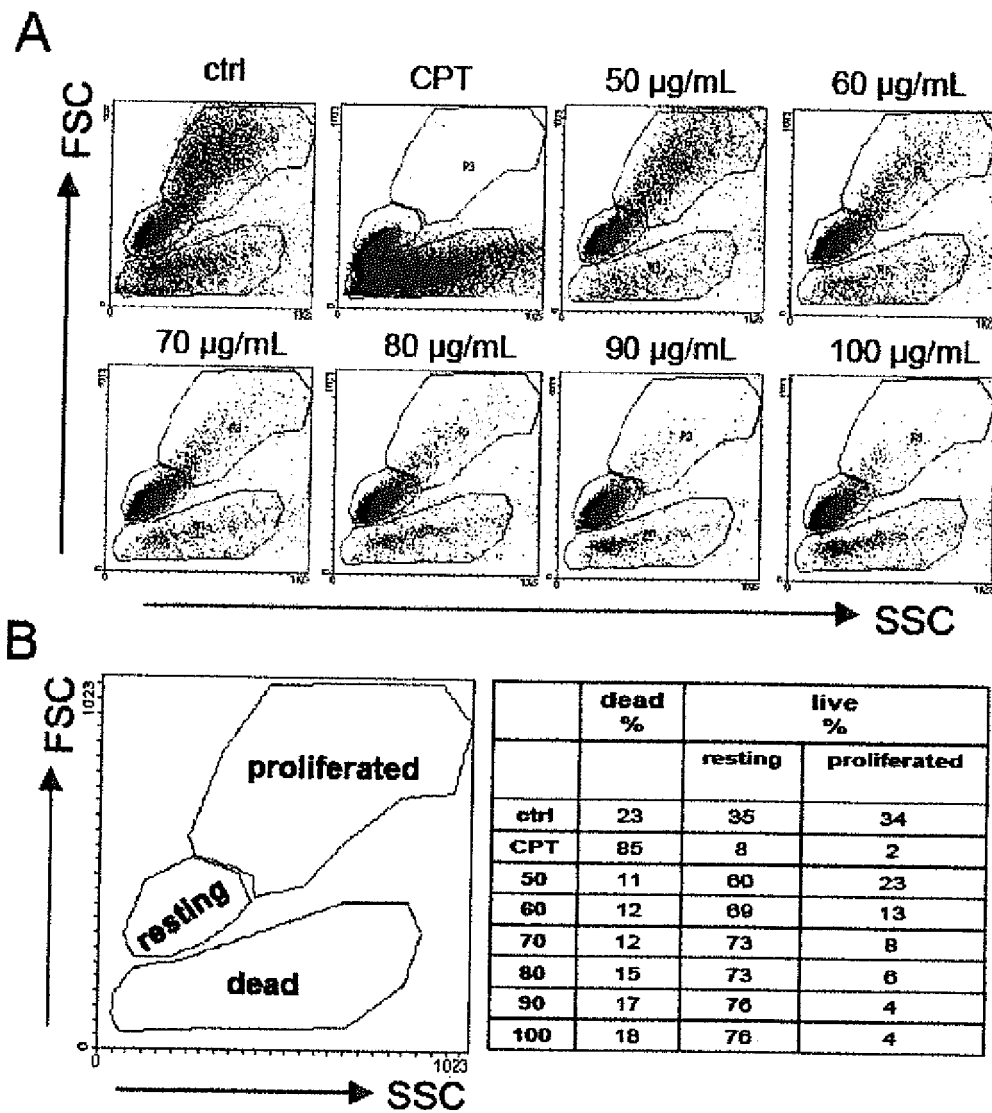 A
ctrl CPT 50 µg/mL 60 µg/mL
FSC
P3
70 µg/mL 80 µg/mL 90 µg/mL 100 µg/mL
P3
SSC
B
FSC
1023
proliferated
resting
dead
0
0 1023
SSC
dead % live %
resting proliferated
ctrl 23 35 34
CPT 85 8 2
50 11 60 23
60 12 69 13
70 12 73 8
80 15 73 6
90 17 76 4
100 18 76 4